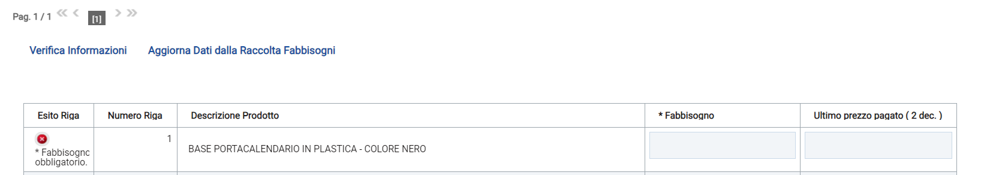 Pag. 1 / 1 [1]
Verifica Informazioni Aggiorna Dati dalla Raccolta Fabbisogni
Esito Riga Numero Riga Descrizione Prodotto * Fabbisogno Ultimo prezzo pagato ( 2 dec. )
1
BASE PORTACALENDARIO IN PLASTICA - COLORE NERO
* Fabbisogno
obbligatorio.